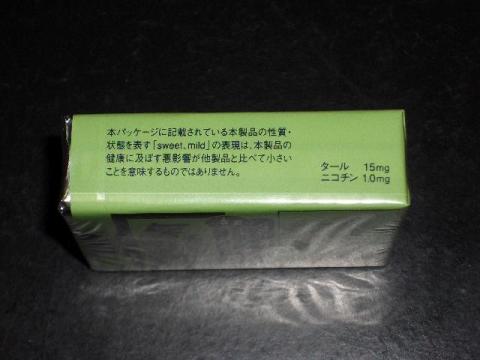 本パッケージに記載されている本製品の性質・
状態を表す「sweet、mild」の表現は、本製品の
健康に及ぼす悪影響が他製品と比べて小さい
ことを意味するものではありません。
タール 15mg
ニコチン 1.0mg